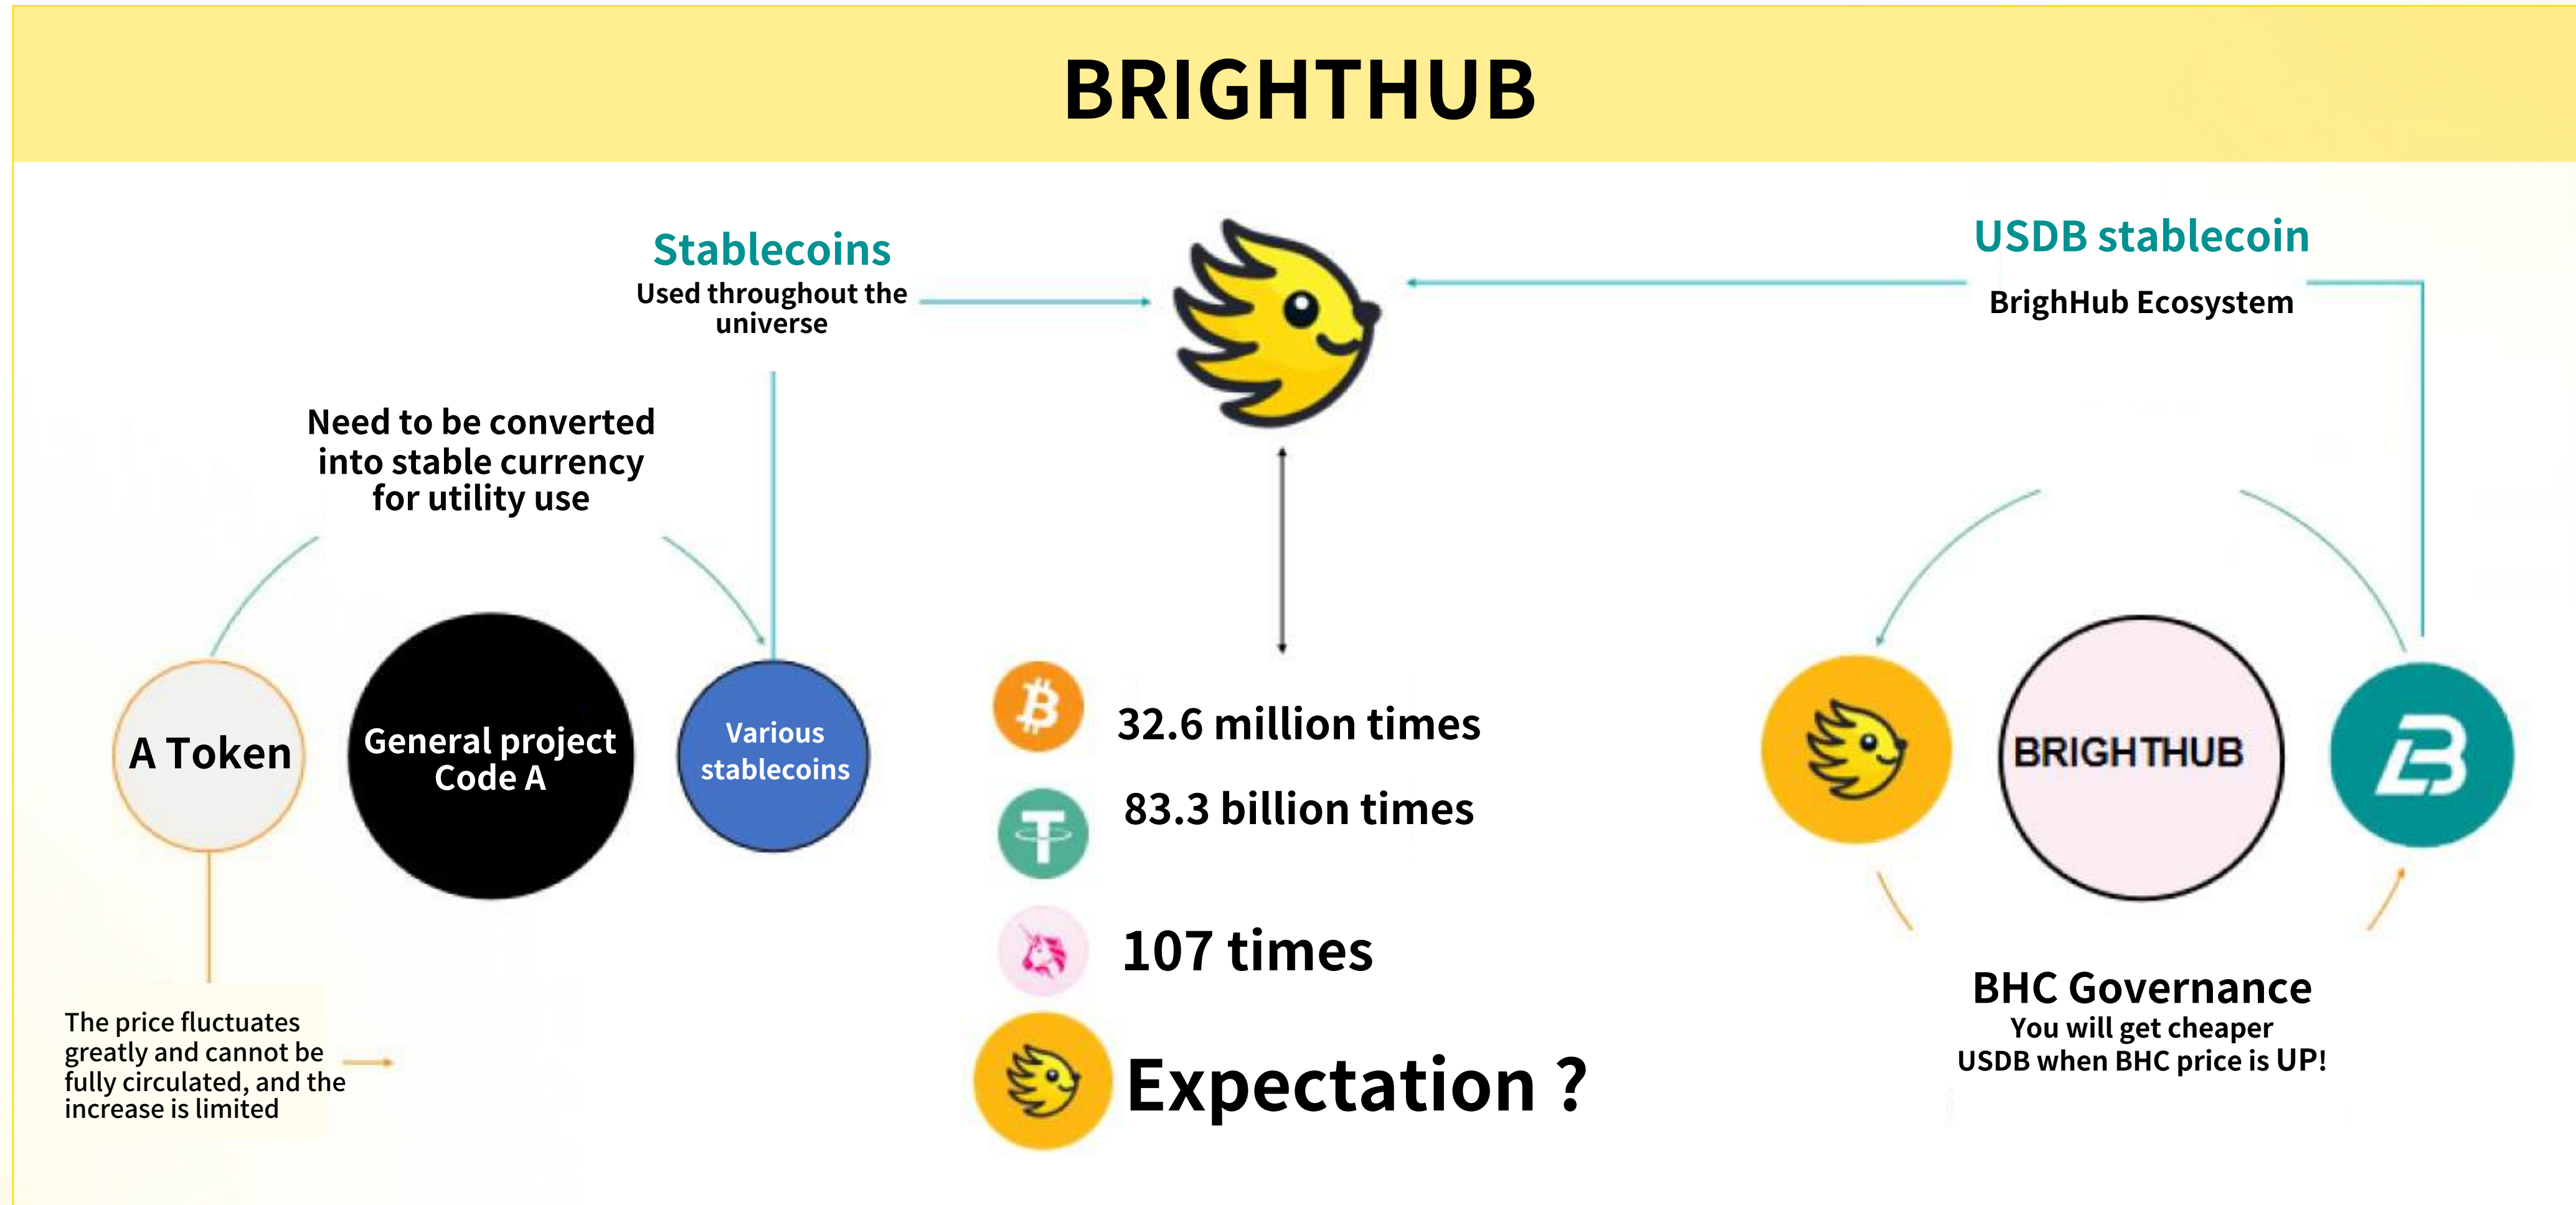 BRIGHTHUB
Stablecoins
Used throughout the
universe
USDB stablecoin
BrighHub Ecosystem
Need to be converted
into stable currency
for utility use
A Token
General project
Code A
Various
stablecoins
32.6 million times
83.3 billion times
107 times
Expectation ?
BRIGHTHUB
The price fluctuates
greatly and cannot be
fully circulated, and the
increase is limited
BHC Governance
You will get cheaper
USDB when BHC price is UP!